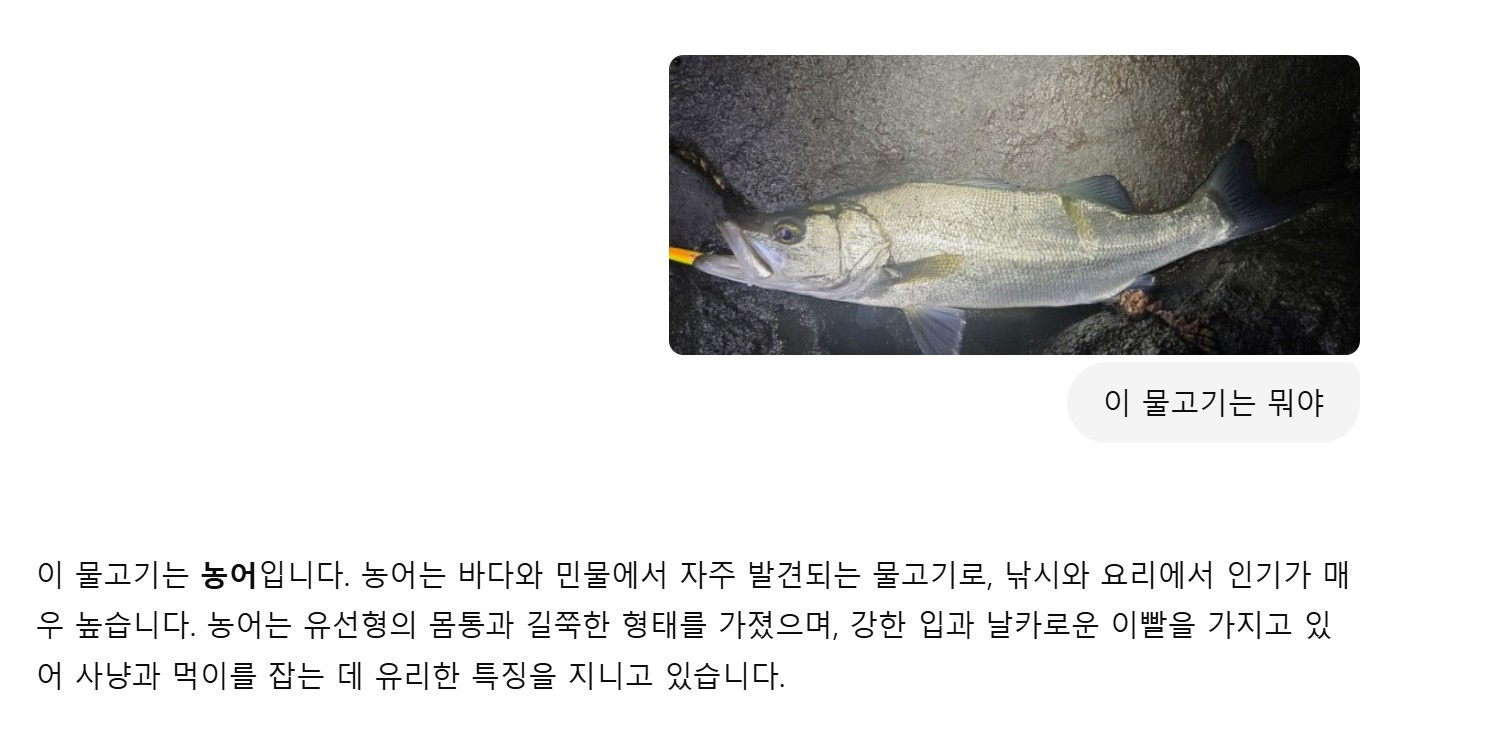 이 물고기는 뭐야
이 물고기는 농어입니다. 농어는 바다와 민물에서 자주 발견되는 물고기로, 낚시와 요리에서 인기가 매
우 높습니다. 농어는 유선형의 몸통과 길쭉한 형태를 가졌으며, 강한 입과 날카로운 이빨을 가지고 있
어 사냥과 먹이를 잡는 데 유리한 특징을 지니고 있습니다.